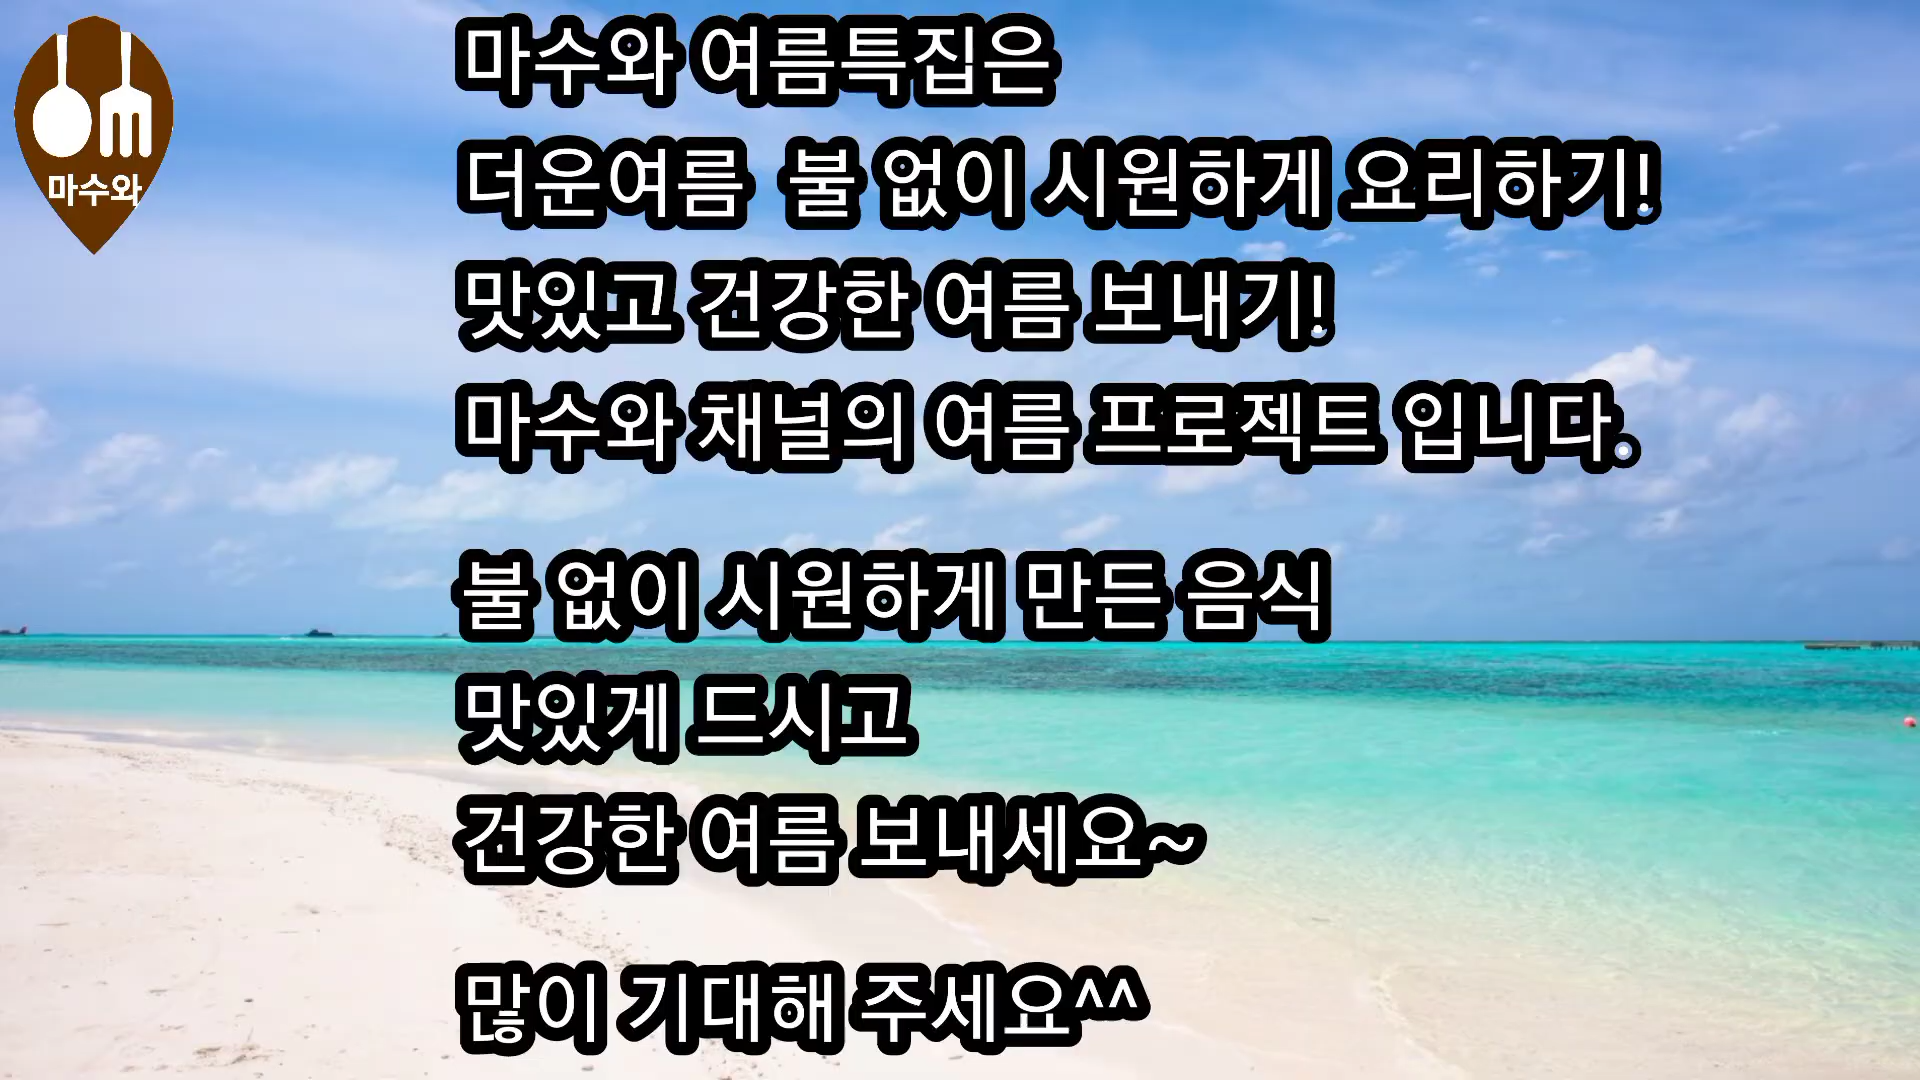 마수와
마수와 여름특집은
더운여름  불 없이 시원하게 요리하기!
맛있고 건강한 여름 보내기!
마수와 채널의 여름 프로젝트 입니다.
불 없이 시원하게 만든 음식
맛있게 드시고
건강한 여름 보내세요~
많이 기대해 주세요^^